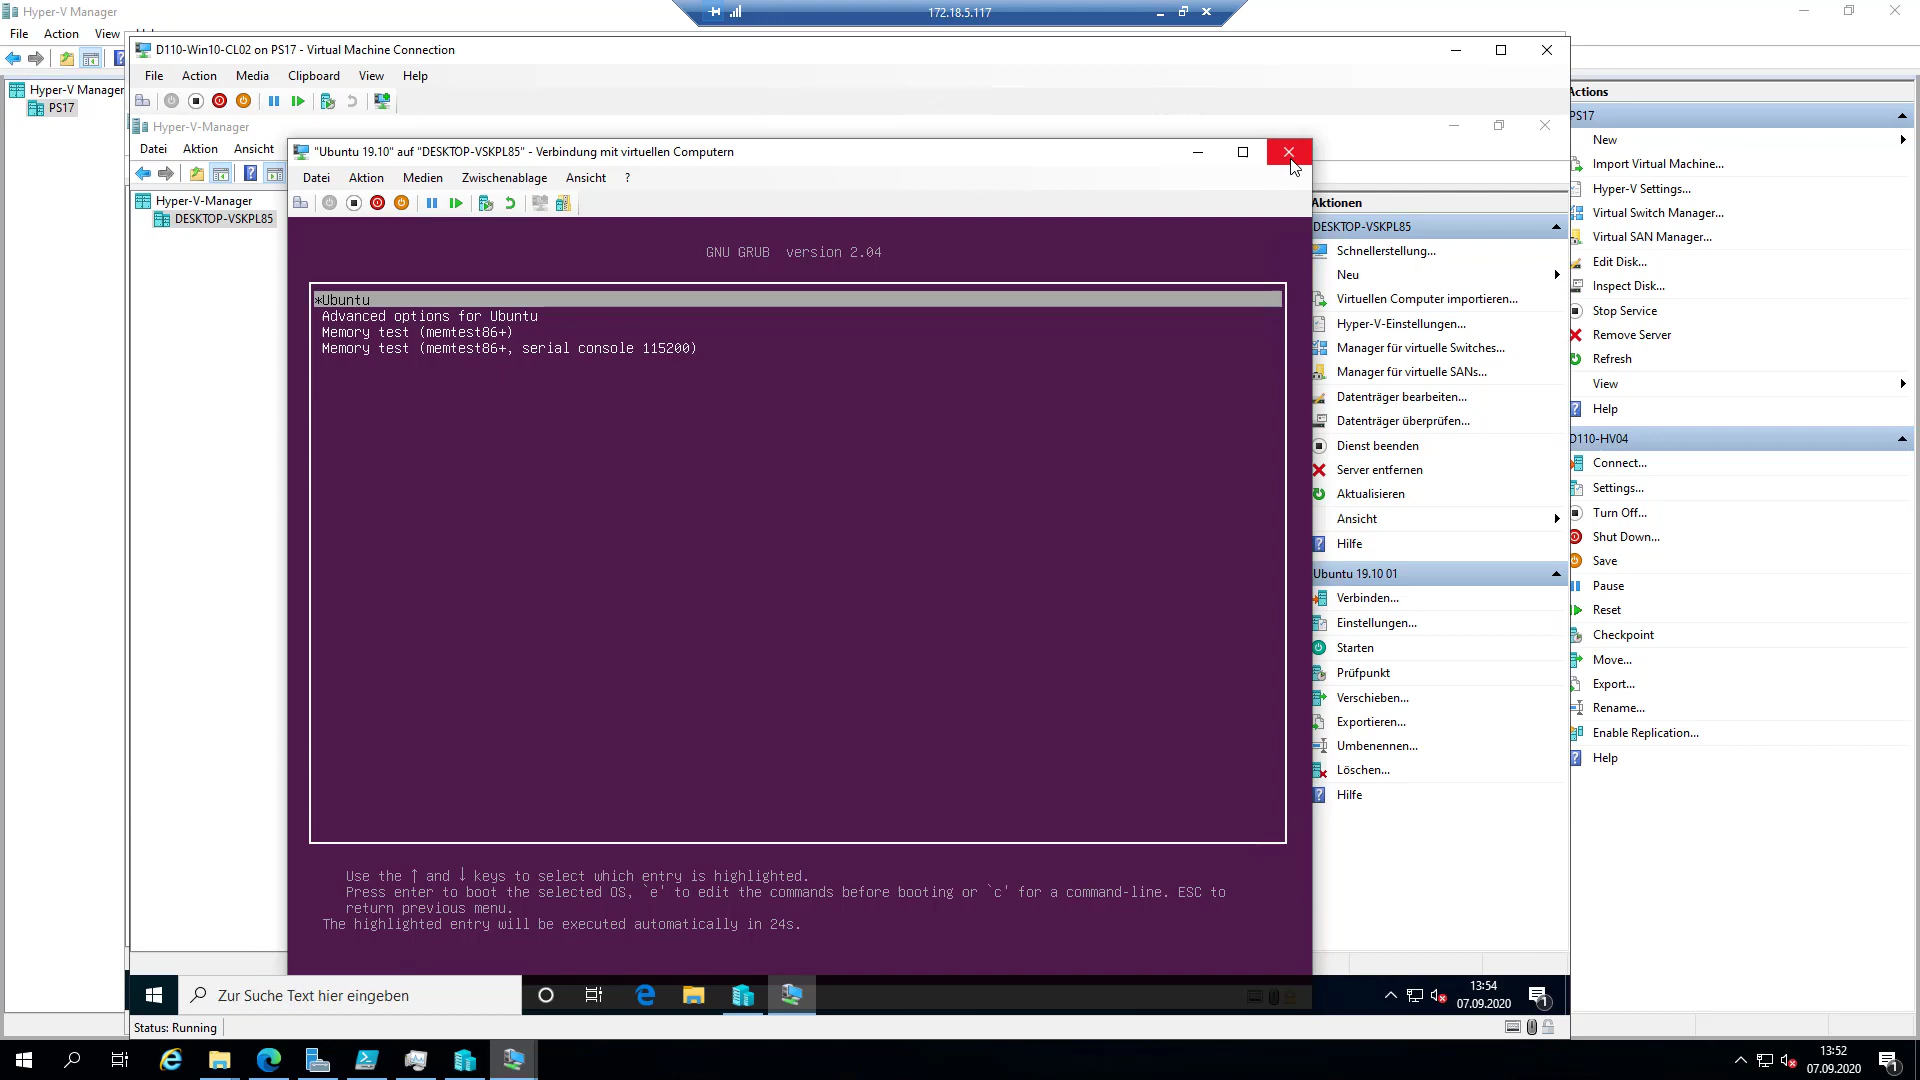 Hyper-V Manager
172.18.5.117
File Action View
D110-Win10-CL02 on PS17 - Virtual Machine Connection
File Action Media Clipboard View Help
Hyper-V Manager
PS17
Hyper-V-Manager
Datei Aktion Ansicht
Hyper-V-Manager
DESKTOP-VSKPL85
"Ubuntu 19.10" auf "DESKTOP-VSKPL85" - Verbindung mit virtuellen Computern
Datei Aktion Medien Zwischenablage Ansicht ?
GNU GRUB version 2.04
*Ubuntu
Advanced options for Ubuntu
Memory test (memtest86+)
Memory test (memtest86+, serial console 115200)
Use the ↑ and ↓ keys to select which entry is highlighted.
Press enter to boot the selected OS, `e' to edit the commands before booting or `c' for a command-line. ESC to
return previous menu.
The highlighted entry will be executed automatically in 24s.
Aktionen
DESKTOP-VSKPL85
Schnellerstellung...
Neu
Virtuellen Computer importieren...
Hyper-V-Einstellungen...
Manager für virtuelle Switches...
Manager für virtuelle SANs...
Datenträger bearbeiten...
Datenträger überprüfen...
Dienst beenden
Server entfernen
Aktualisieren
Ansicht
Hilfe
Ubuntu 19.10 01
Verbinden...
Einstellungen...
Starten
Prüfpunkt
Verschieben...
Exportieren...
Umbenennen...
Löschen...
Hilfe
Actions
PS17
New
Import Virtual Machine...
Hyper-V Settings...
Virtual Switch Manager...
Virtual SAN Manager...
Edit Disk...
Inspect Disk...
Stop Service
Remove Server
Refresh
View
Help
D110-HV04
Connect...
Settings...
Turn Off...
Shut Down...
Save
Pause
Reset
Checkpoint
Move...
Export...
Rename...
Enable Replication...
Help
Zur Suche Text hier eingeben
13:54
07.09.2020
1
Status: Running
13:52
07.09.2020
1